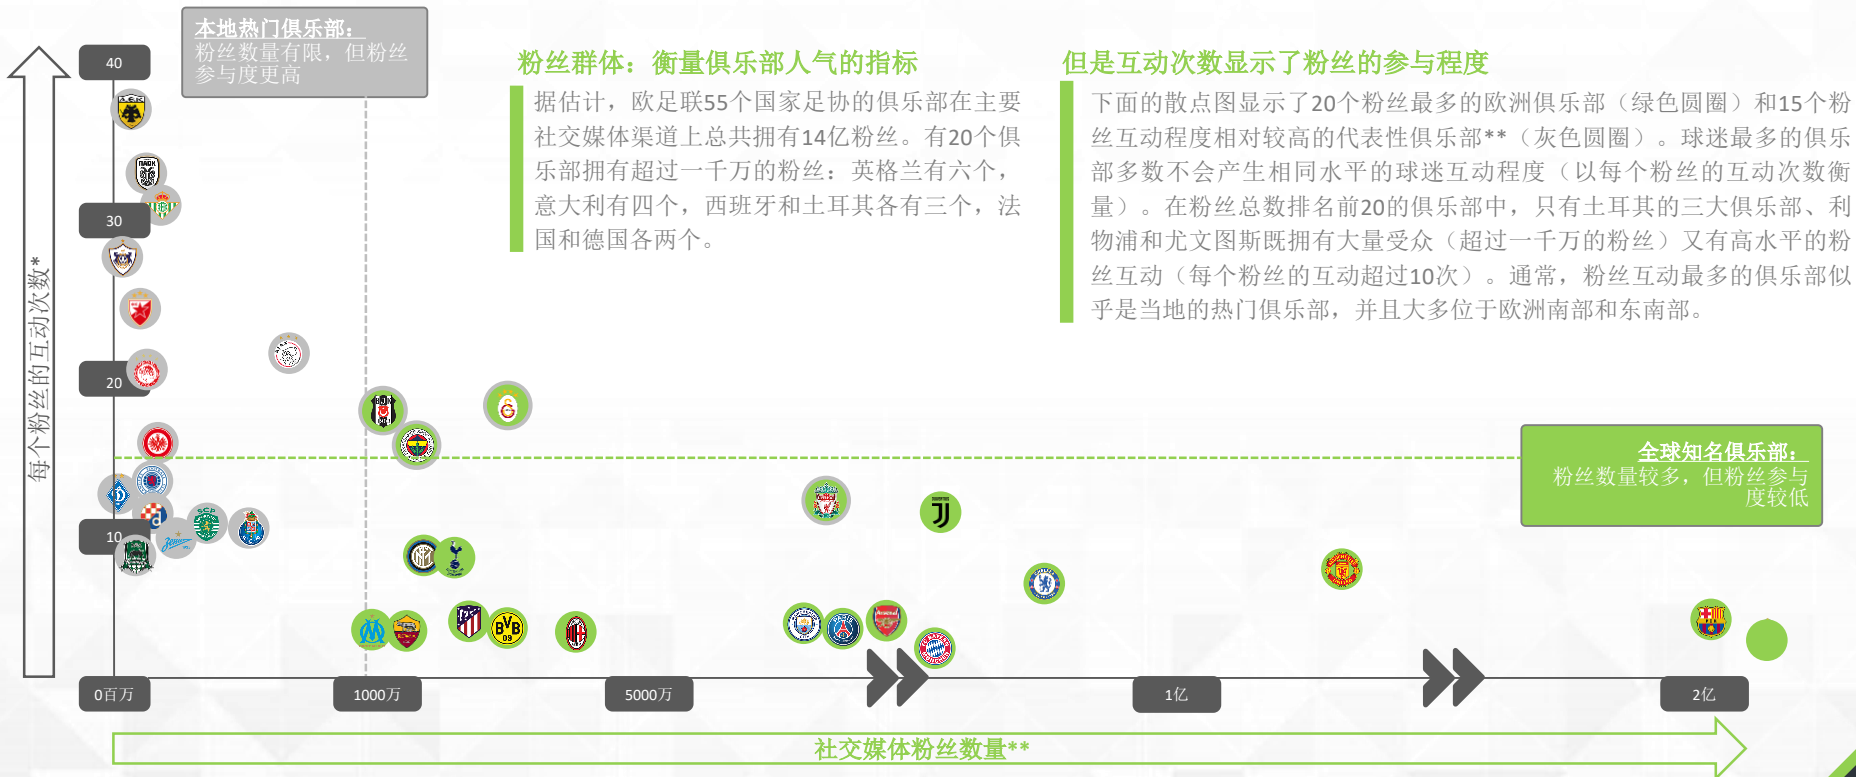 本地热门俱乐部：
粉丝数量有限，但粉丝
参与度更高
粉丝群体：衡量俱乐部人气的指标
据估计，欧足联55个国家足协的俱乐部在主要
社交媒体渠道上总共拥有14亿粉丝。有20个俱
乐部拥有超过一千万的粉丝：英格兰有六个，
意大利有四个，西班牙和土耳其各有三个，法
国和德国各两个。
但是互动次数显示了粉丝的参与程度
下面的散点图显示了20个粉丝最多的欧洲俱乐部（绿色圆圈）和15个粉
丝互动程度相对较高的代表性俱乐部**（灰色圆圈）。球迷最多的俱乐
部多数不会产生相同水平的球迷互动程度（以每个粉丝的互动次数衡
量）。在粉丝总数排名前20的俱乐部中，只有土耳其的三大俱乐部、利
物浦和尤文图斯既拥有大量受众（超过一千万的粉丝）又有高水平的粉
丝互动（每个粉丝的互动超过10次）。通常，粉丝互动最多的俱乐部似
乎是当地的热门俱乐部，并且大多位于欧洲南部和东南部。
每个粉丝的互动次数*
40
30
20
10
全球知名俱乐部：
粉丝数量较多，但粉丝参与
度较低
0百万
1000万
5000万
1亿
2亿
社交媒体粉丝数量**